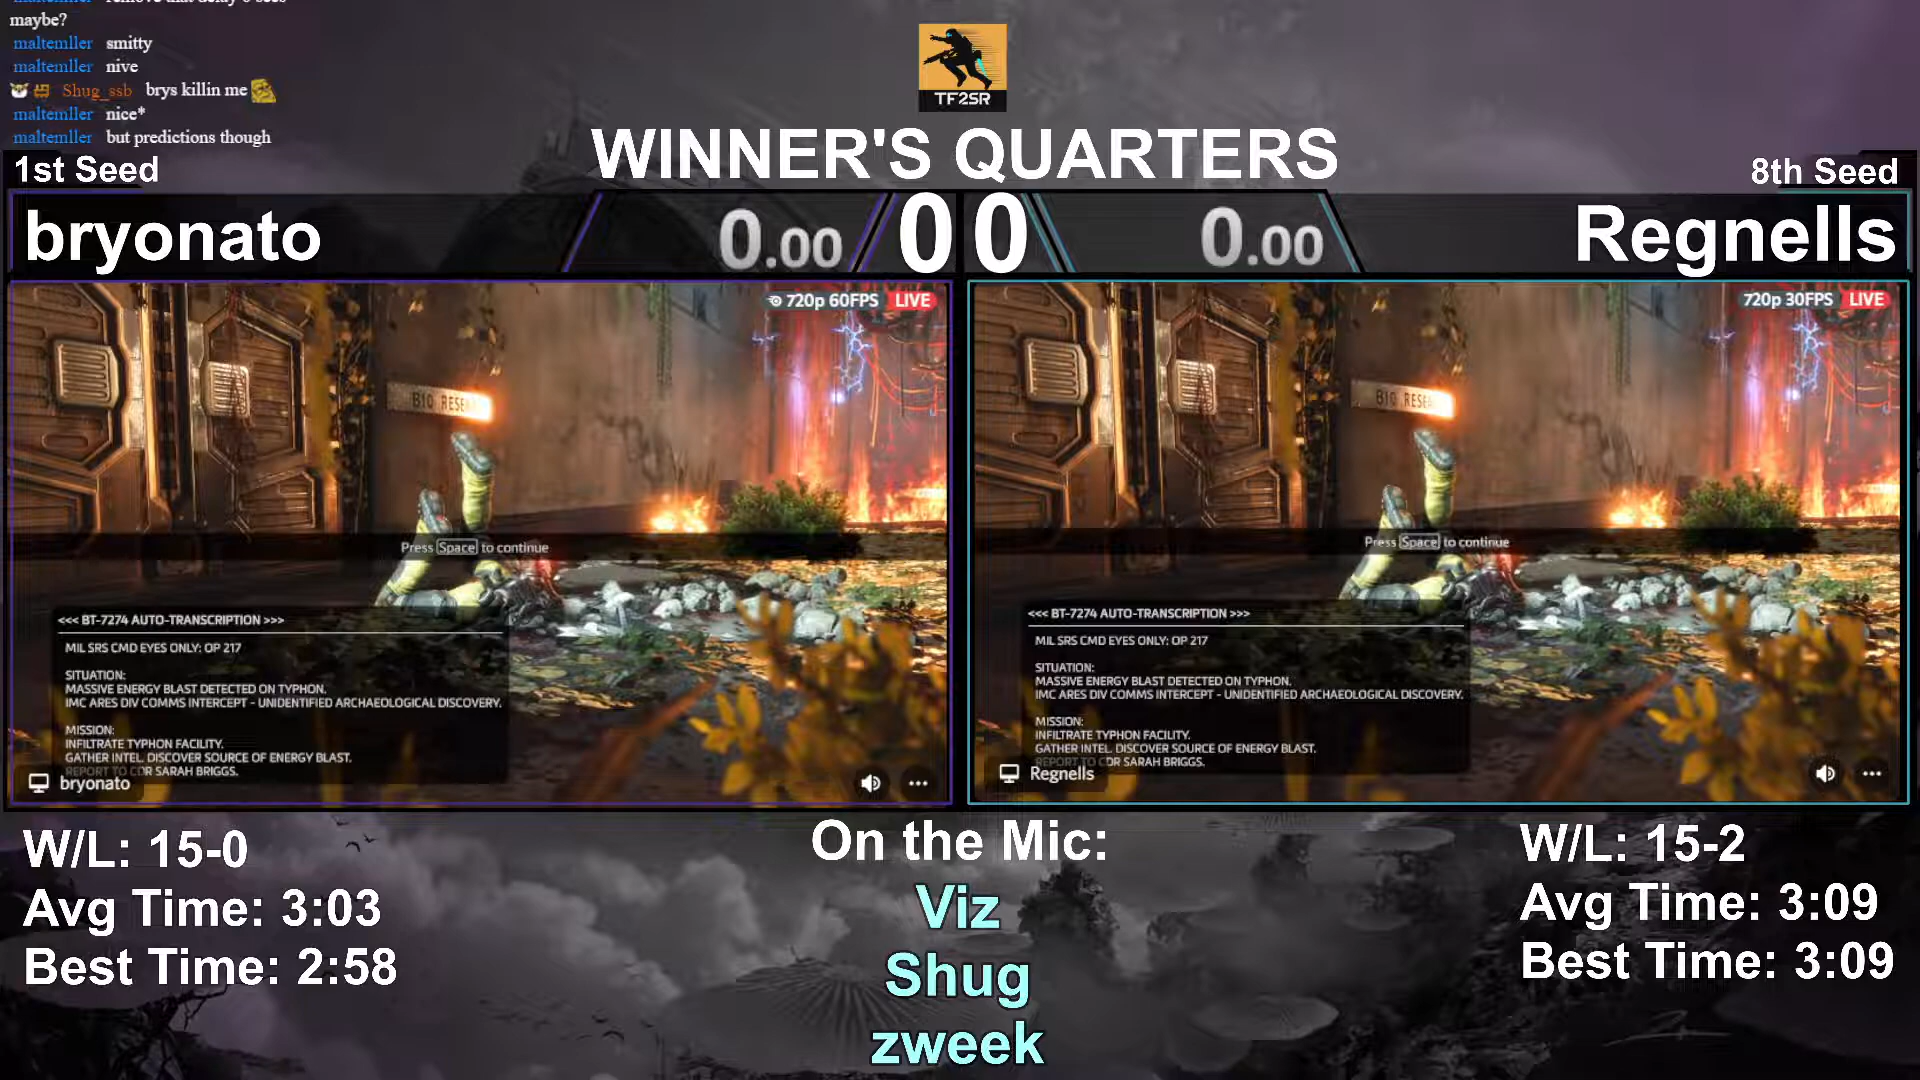 maybe?
maltemller smitty
maltemller nive
Shug_ssb brys killin me
maltemller nice*
maltemller but predictions though
TF2SR
WINNER'S QUARTERS
1st Seed
8th Seed
bryonato 0.00 0 0 0.00 Regnells
720p 60FPS LIVE
BIO RESEA
Press Space to continue
<<< BT-7274 AUTO-TRANSCRIPTION >>>
MIL SRS CMD EYES ONLY: OP 217
SITUATION:
MASSIVE ENERGY BLAST DETECTED ON TYPHON.
IMC ARES DIV COMMS INTERCEPT - UNIDENTIFIED ARCHAEOLOGICAL DISCOVERY.
MISSION:
INFILTRATE TYPHON FACILITY.
GATHER INTEL. DISCOVER SOURCE OF ENERGY BLAST.
REPORT TO CDR SARAH BRIGGS.
bryonato
720p 30FPS LIVE
BIO RESEA
Press Space to continue
<<< BT-7274 AUTO-TRANSCRIPTION >>>
MIL SRS CMD EYES ONLY: OP 217
SITUATION:
MASSIVE ENERGY BLAST DETECTED ON TYPHON.
IMC ARES DIV COMMS INTERCEPT - UNIDENTIFIED ARCHAEOLOGICAL DISCOVERY.
MISSION:
INFILTRATE TYPHON FACILITY.
GATHER INTEL. DISCOVER SOURCE OF ENERGY BLAST.
REPORT TO CDR SARAH BRIGGS.
Regnells
W/L: 15-0
Avg Time: 3:03
Best Time: 2:58
On the Mic:
Viz
Shug
zweek
W/L: 15-2
Avg Time: 3:09
Best Time: 3:09